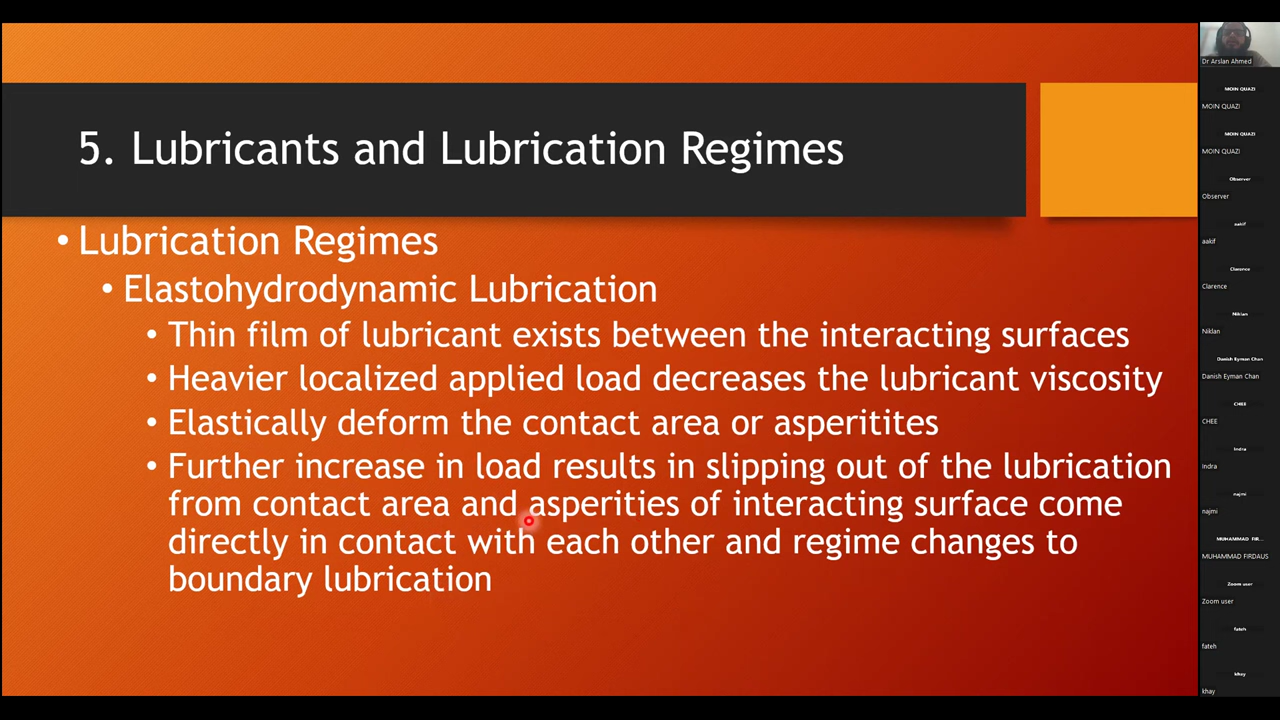 5. Lubricants and Lubrication Regimes
• Lubrication Regimes
• Elastohydrodynamic Lubrication
• Thin film of lubricant exists between the interacting surfaces
• Heavier localized applied load decreases the lubricant viscosity
• Elastically deform the contact area or asperitites
• Further increase in load results in slipping out of the lubrication
from contact area and asperities of interacting surface come
directly in contact with each other and regime changes to
boundary lubrication
Dr Arslan Ahmed
MOIN QUAZI
MOIN QUAZI
MOIN QUAZI
MOIN QUAZI
Observer
Observer
aakif
aakif
Clarence
Clarence
Niklan
Niklan
Danish Eyman Chan
Danish Eyman Chan
CHEE
CHEE
Indra
Indra
najmi
najmi
MUHAMMAD FIR...
MUHAMMAD FIRDAUS
Zoom user
Zoom user
fateh
fateh
khay
khay